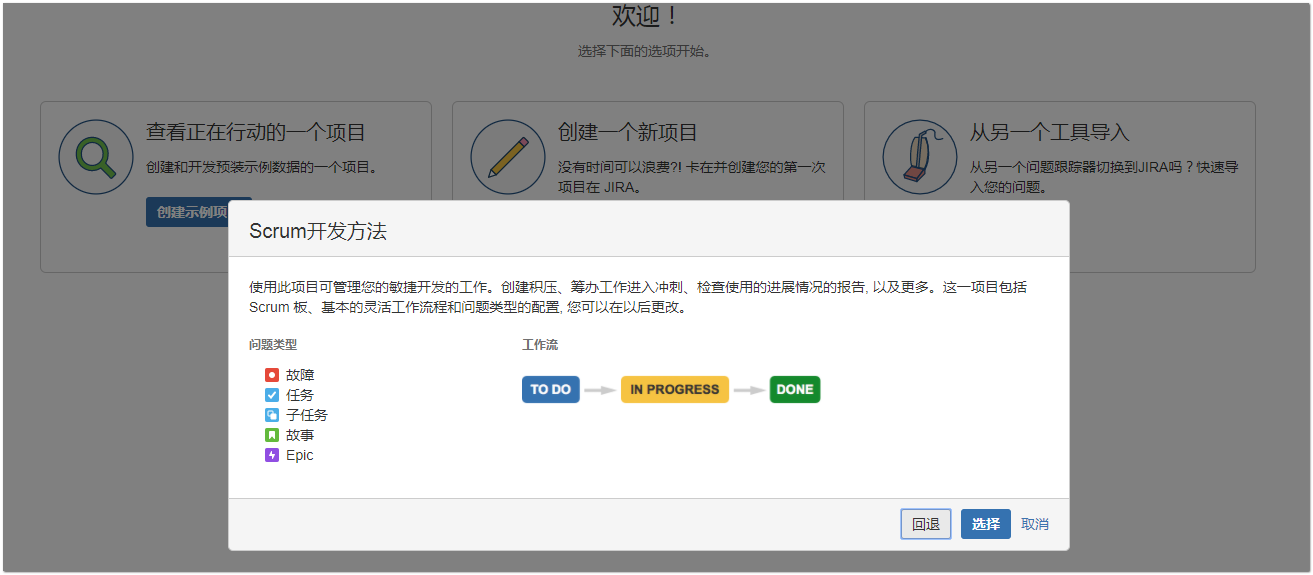 欢迎！
选择下面的选项开始。
查看正在行动的一个项目
创建和开发预装示例数据的一个项目。
创建示例项
创建一个新项目
没有时间可以浪费?! 卡在并创建您的第一次
项目在 JIRA。
从另一个工具导入
从另一个问题跟踪器切换到JIRA吗？快速导
入您的问题。
Scrum开发方法
使用此项目可管理您的敏捷开发的工作。创建积压、筹办工作进入冲刺、检查使用的进展情况的报告, 以及更多。这一项目包括
Scrum 板、基本的灵活工作流程和问题类型的配置, 您可以在以后更改。
问题类型
故障
任务
子任务
故事
Epic
工作流
TO DO
IN PROGRESS
DONE
回退
选择
取消